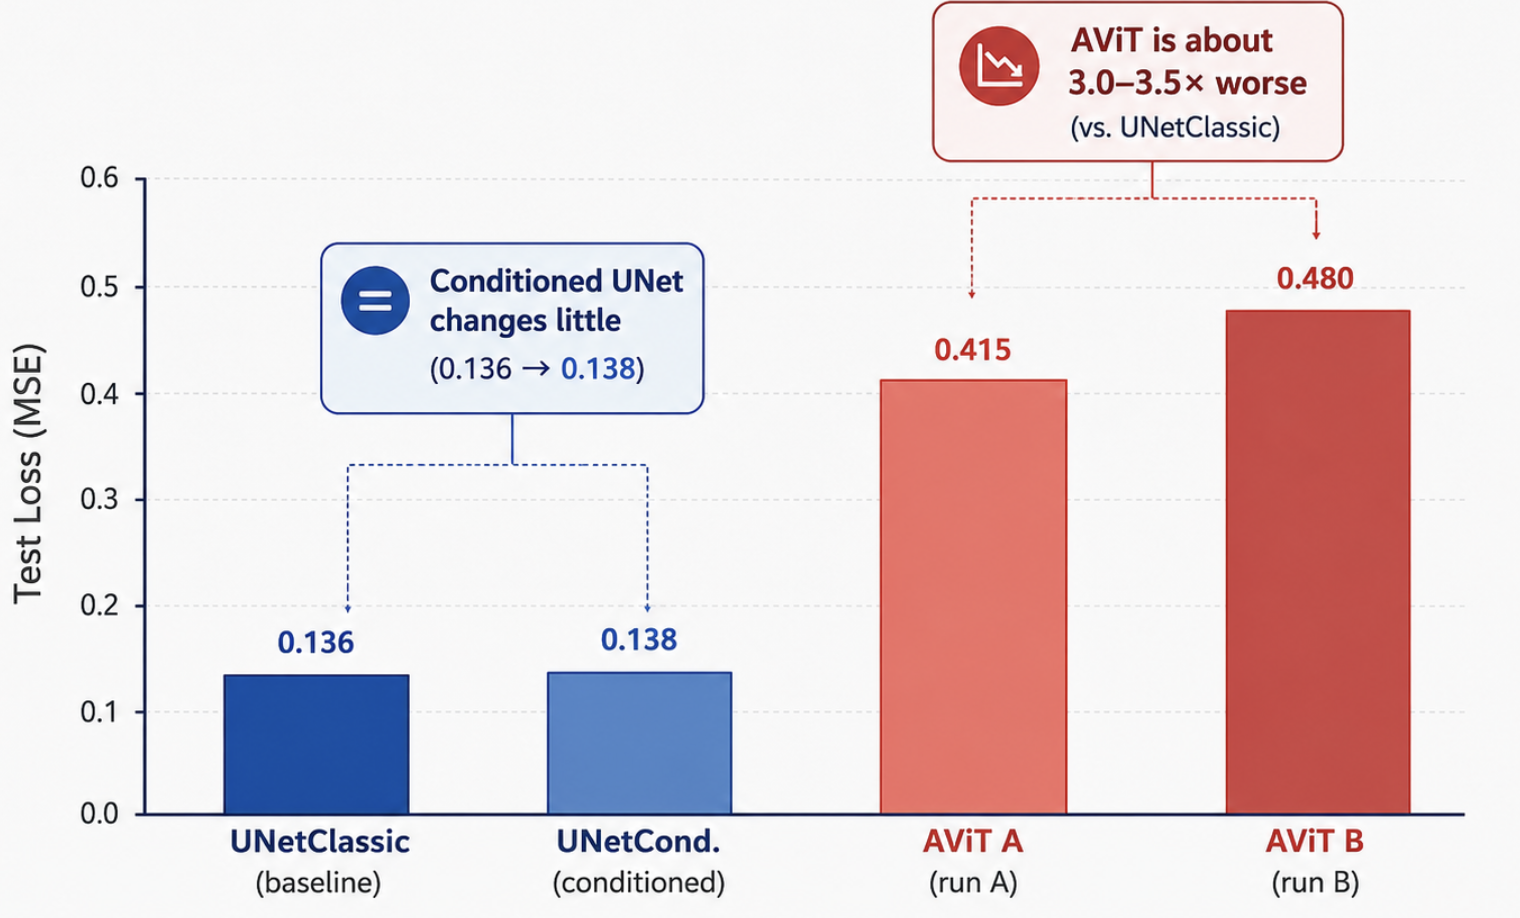 AViT is about
3.0–3.5× worse
(vs. UNetClassic)
Conditioned UNet
changes little
(0.136 → 0.138)
Test Loss (MSE)
0.6
0.5
0.4
0.3
0.2
0.1
0.0
0.136
0.138
0.415
0.480
UNetClassic
(baseline)
UNetCond.
(conditioned)
AViT A
(run A)
AViT B
(run B)